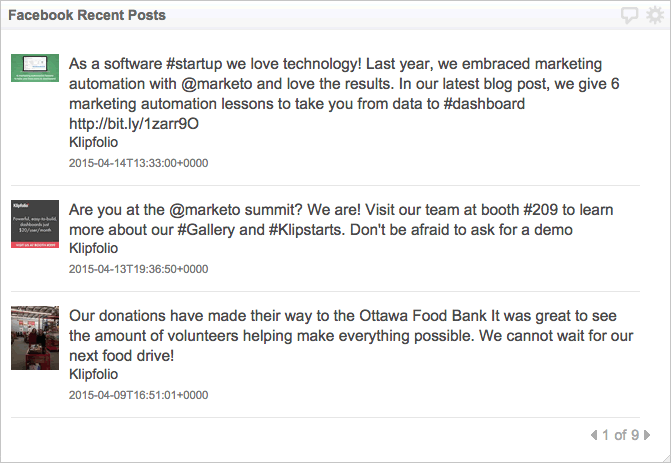 Facebook Recent Posts
As a software #startup we love technology! Last year, we embraced marketing
automation with @marketo and love the results. In our latest blog post, we give 6
marketing automation lessons to take you from data to #dashboard
http://bit.ly/1zarr9O
Klipfolio
2015-04-14T13:33:00+0000
Klipfolio
Powerful, easy-to-build,
dashboards just
$20/user/month
Are you at the @marketo summit? We are! Visit our team at booth #209 to learn
more about our #Gallery and #Klipstarts. Don't be afraid to ask for a demo
Klipfolio
2015-04-13T19:36:50+0000
Our donations have made their way to the Ottawa Food Bank It was great to see
the amount of volunteers helping make everything possible. We cannot wait for our
next food drive!
Klipfolio
2015-04-09T16:51:01+0000
1 of 9